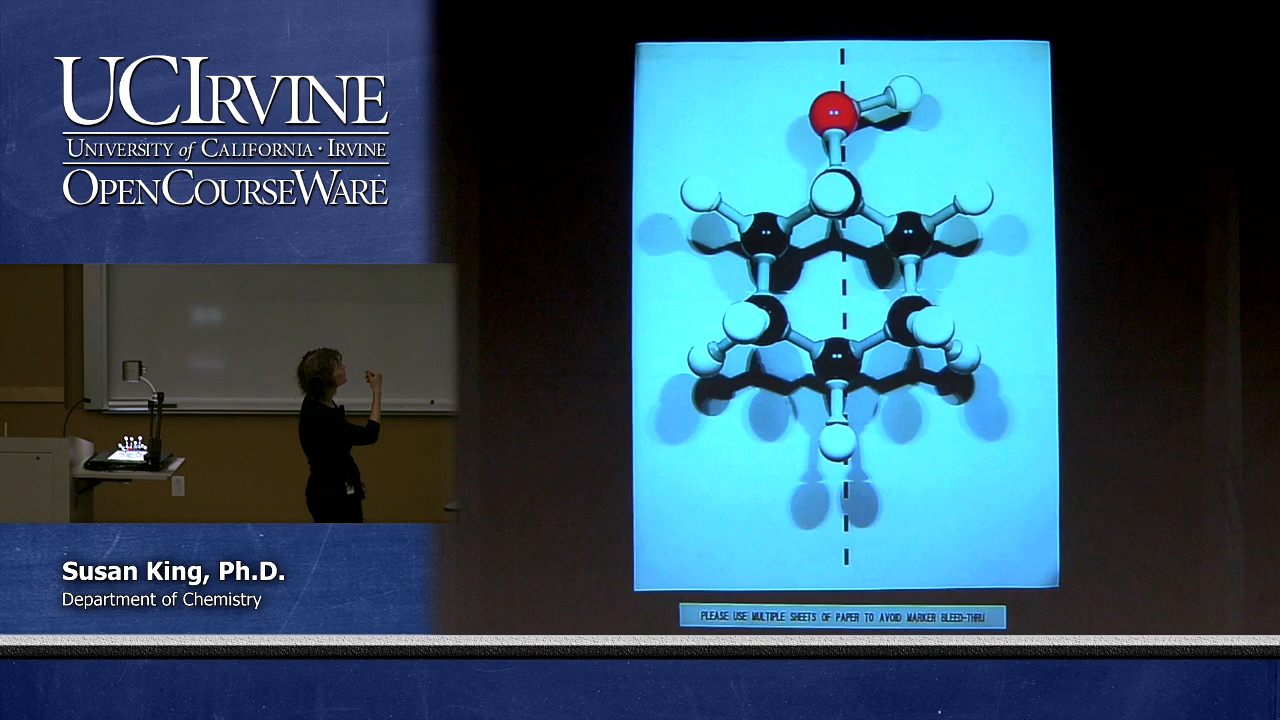 UCIRVINE
UNIVERSITY of CALIFORNIA · IRVINE
OPENCOURSEWARE
Susan King, Ph.D.
Department of Chemistry
PLEASE USE MULTIPLE SHEETS OF PAPER TO AVOID MARKER BLEED-THRU